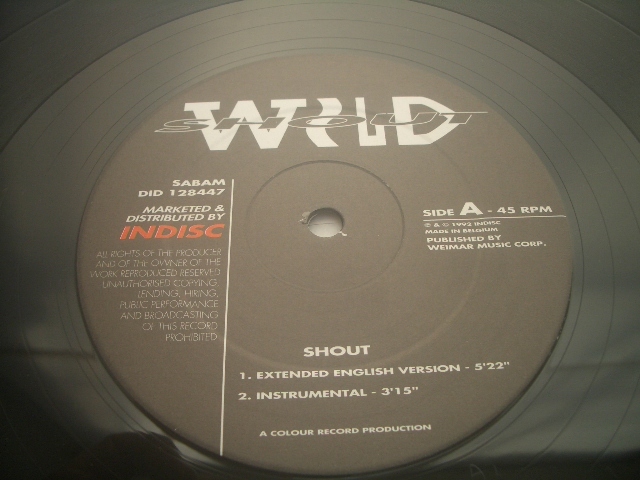 WILD
SHOUT
SABAM
DID 128447
MARKETED &
DISTRIBUTED BY
INDISC
ALL RIGHTS OF THE PRODUCER
AND OF THE OWNER OF THE
WORK REPRODUCED RESERVED
UNAUTHORISED COPYING,
LENDING, HIRING,
PUBLIC PERFORMANCE
AND BROADCASTING
OF THIS RECORD
PROHIBITED
SIDE A - 45 RPM
℗ & © 1992 INDISC
MADE IN BELGIUM
PUBLISHED BY
WEIMAR MUSIC CORP.
SHOUT
1. EXTENDED ENGLISH VERSION - 5'22"
2. INSTRUMENTAL - 3'15"
A COLOUR RECORD PRODUCTION